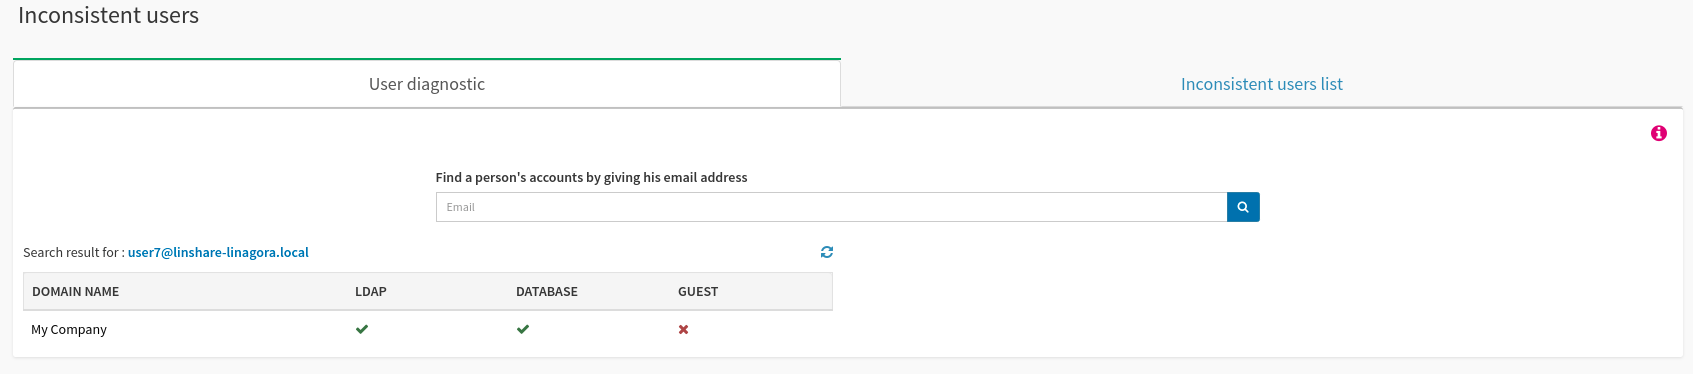 Inconsistent users
User diagnostic
Inconsistent users list
Find a person's accounts by giving his email address
Email
Search result for : user7@linshare-linagora.local
DOMAIN NAME LDAP DATABASE GUEST
My Company